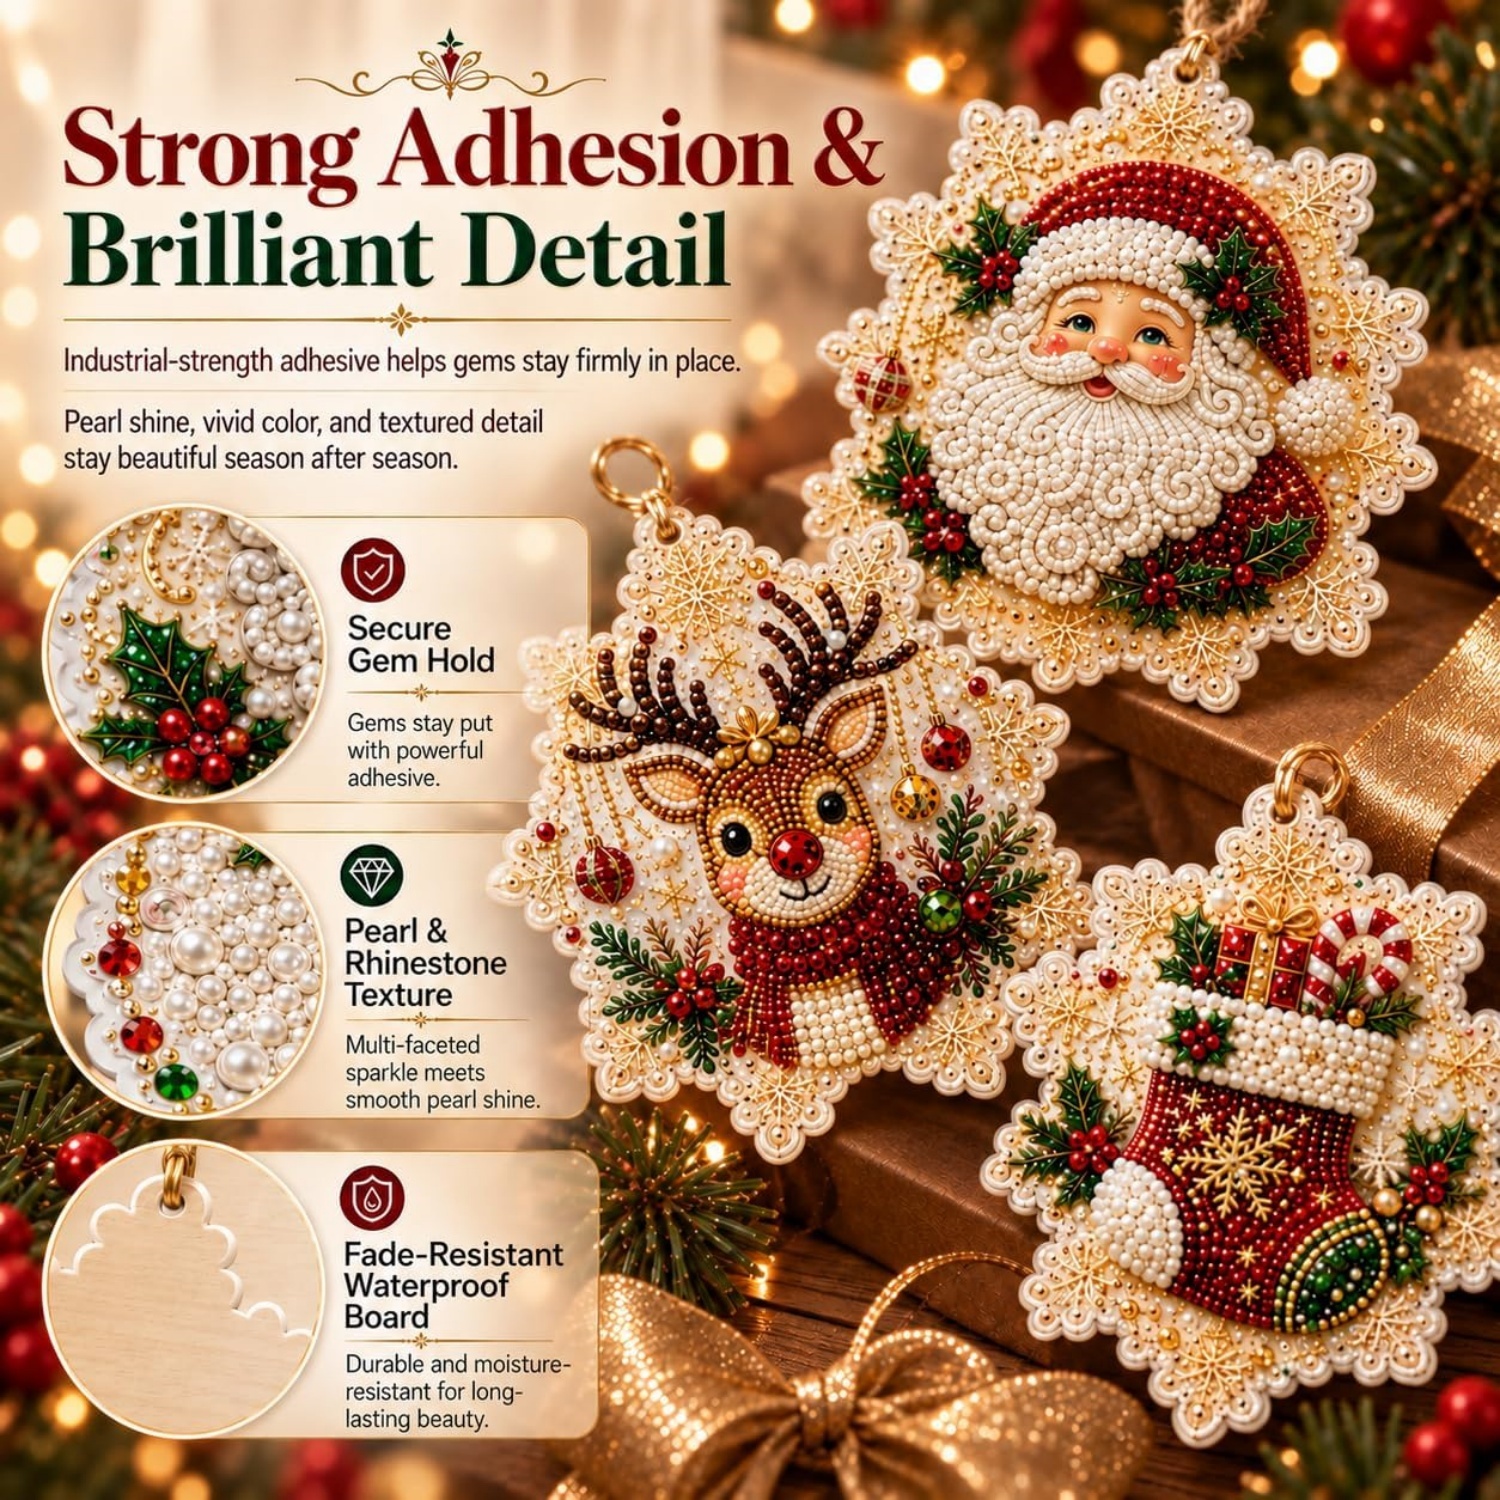 Strong Adhesion &
Brilliant Detail
Industrial-strength adhesive helps gems stay firmly in place.
Pearl shine, vivid color, and textured detail
stay beautiful season after season.
Secure
Gem Hold
Gems stay put
with powerful
adhesive.
Pearl &
Rhinestone
Texture
Multi-faceted
sparkle meets
smooth pearl shine.
Fade-Resistant
Waterproof
Board
Durable and moisture-
resistant for long-
lasting beauty.